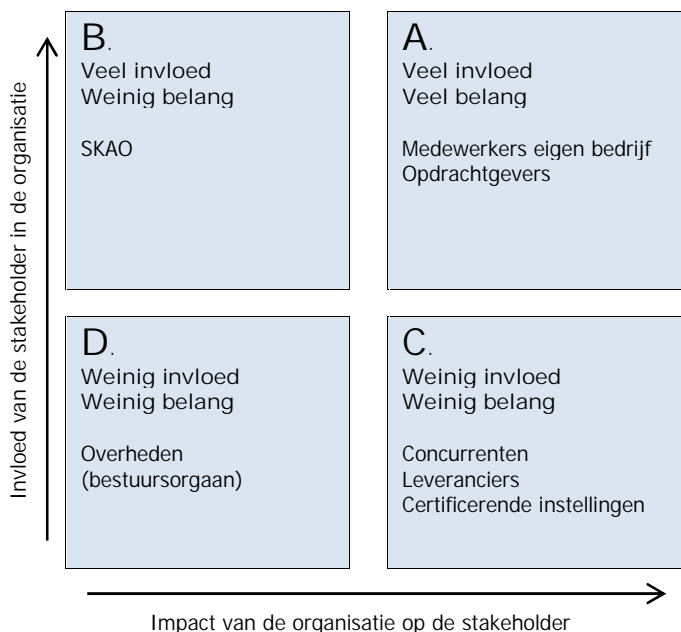 Invloed van de stakeholder in de organisatie
B.
Veel invloed
Weinig belang
SKAO
A.
Veel invloed
Veel belang
Medewerkers eigen bedrijf
Opdrachtgevers
D.
Weinig invloed
Weinig belang
Overheden
(bestuursorgaan)
C.
Weinig invloed
Weinig belang
Concurrenten
Leveranciers
Certificerende instellingen
Impact van de organisatie op de stakeholder